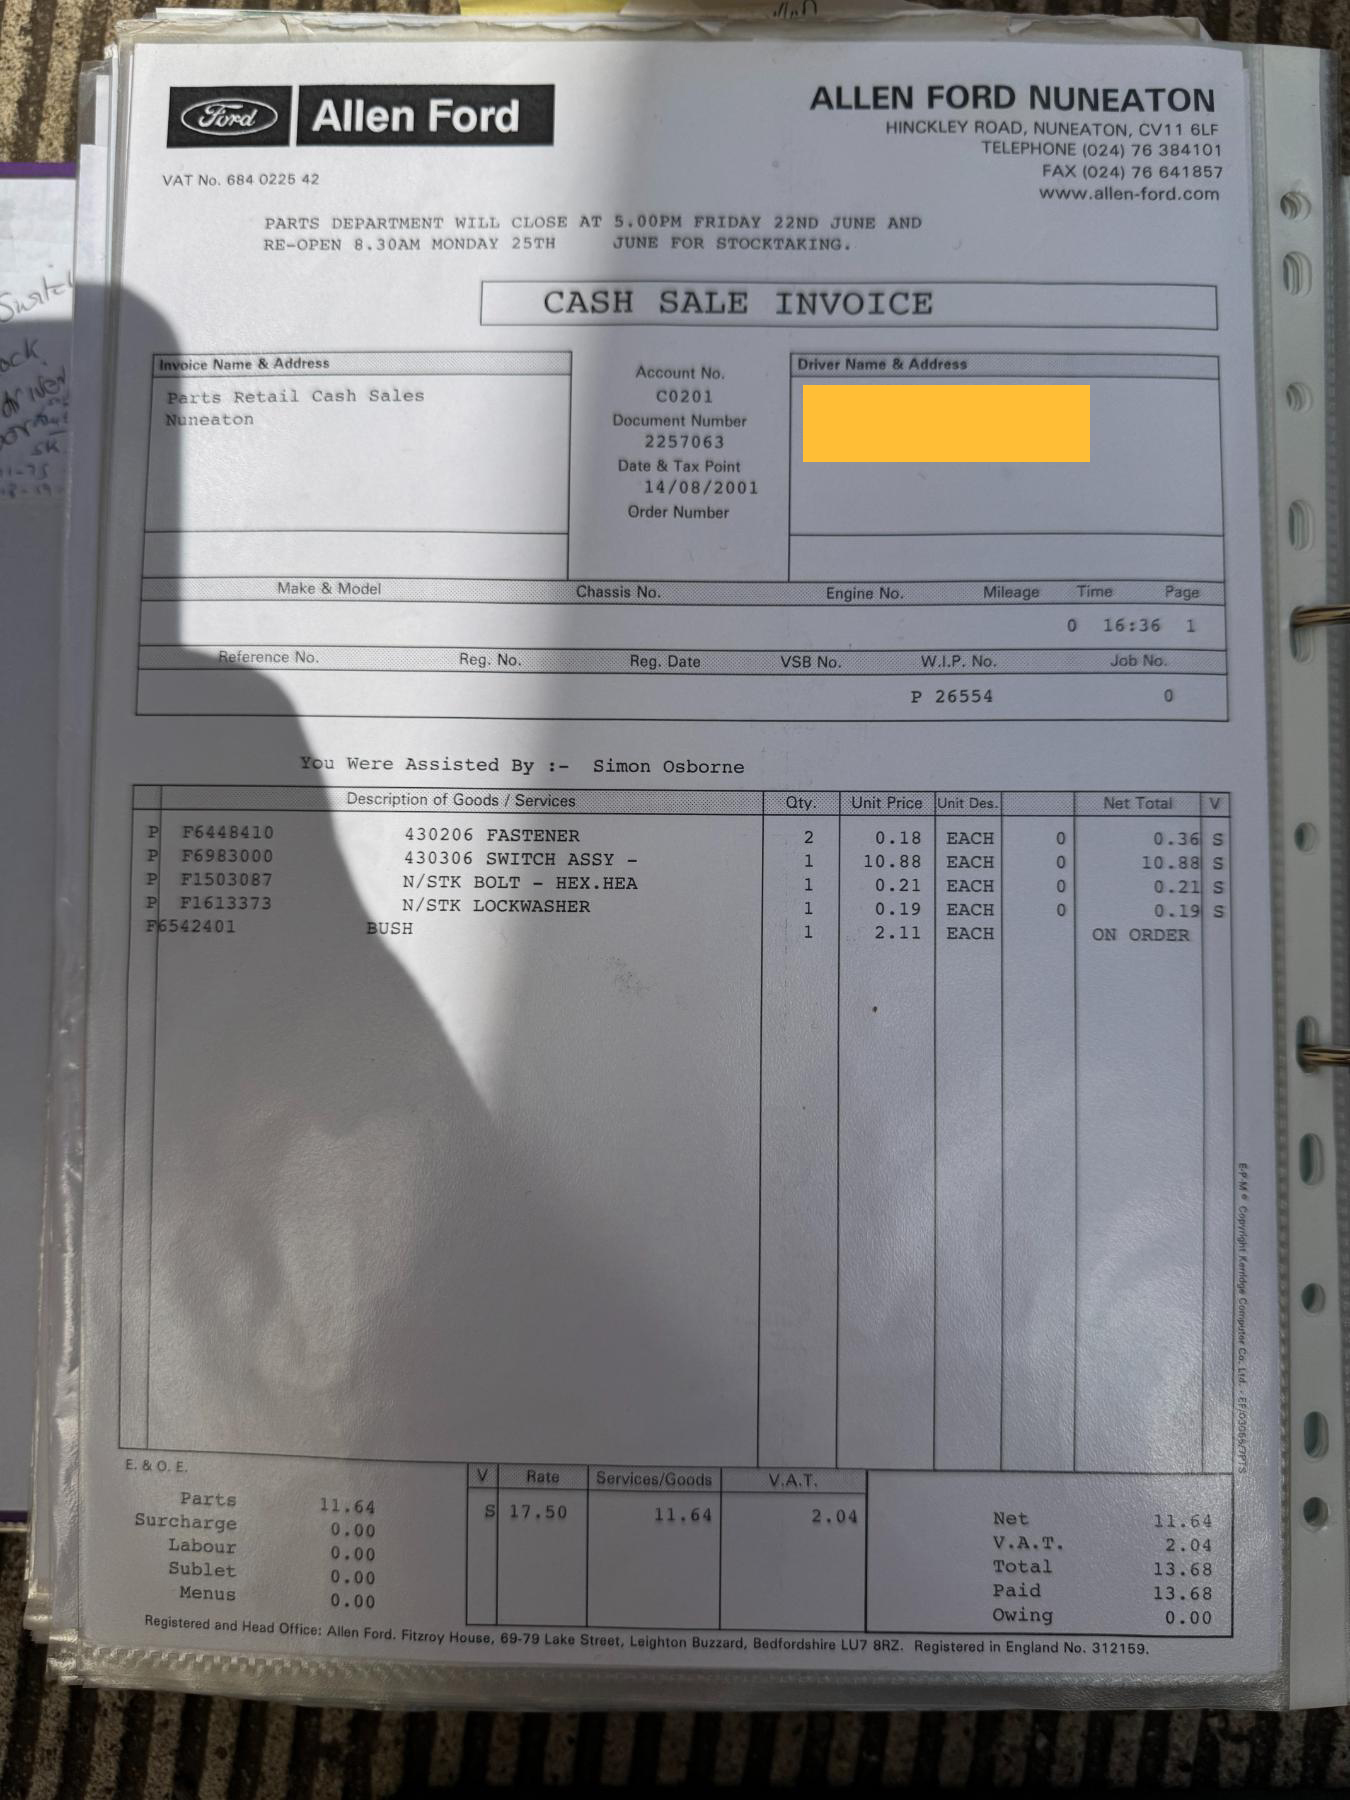 Ford Allen Ford
ALLEN FORD NUNEATON
HINCKLEY ROAD, NUNEATON, CV11 6LF
TELEPHONE (024) 76 384101
FAX (024) 76 641857
www.allen-ford.com
VAT No. 684 0225 42
PARTS DEPARTMENT WILL CLOSE AT 5.00PM FRIDAY 22ND JUNE AND
RE-OPEN 8.30AM MONDAY 25TH JUNE FOR STOCKTAKING.
CASH SALE INVOICE
Invoice Name & Address
Parts Retail Cash Sales
Nuneaton
Account No.
C0201
Document Number
2257063
Date & Tax Point
14/08/2001
Order Number
Driver Name & Address
Make & Model Chassis No. Engine No. Mileage Time Page
0 16:36 1
Reference No. Reg. No. Reg. Date VSB No. W.I.P. No. Job No.
P 26554 0
You Were Assisted By :- Simon Osborne
Description of Goods / Services Qty. Unit Price Unit Des. Net Total V
P F6448410 430206 FASTENER 2 0.18 EACH 0 0.36 S
P F6983000 430306 SWITCH ASSY - 1 10.88 EACH 0 10.88 S
P F1503087 N/STK BOLT - HEX.HEA 1 0.21 EACH 0 0.21 S
P F1613373 N/STK LOCKWASHER 1 0.19 EACH 0 0.19 S
F6542401 BUSH 1 2.11 EACH ON ORDER
E. & O. E.
Parts 11.64
Surcharge 0.00
Labour 0.00
Sublet 0.00
Menus 0.00
V Rate Services/Goods V.A.T.
S 17.50 11.64 2.04
Net 11.64
V.A.T. 2.04
Total 13.68
Paid 13.68
Owing 0.00
Registered and Head Office: Allen Ford. Fitzroy House, 69-79 Lake Street, Leighton Buzzard, Bedfordshire LU7 8RZ. Registered in England No. 312159.
E-P-M © Copyright Kerridge Computer Co. Ltd.
Switch